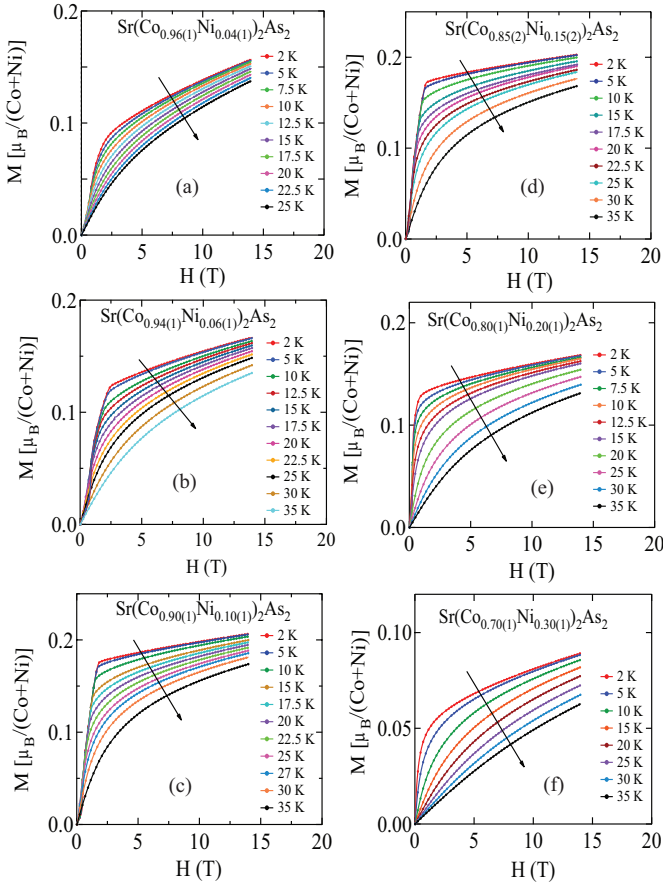 Sr(Co0.96(1)Ni0.04(1))2As2
M [μB/(Co+Ni)]
0.2
0.1
0.0
2 K
5 K
7.5 K
10 K
12.5 K
15 K
17.5 K
20 K
22.5 K
25 K
(a)
0
5
10
15
20
H (T)
Sr(Co0.94(1)Ni0.06(1))2As2
M [μB/(Co+Ni)]
0.2
0.1
0.0
2 K
5 K
10 K
12.5 K
15 K
17.5 K
20 K
22.5 K
25 K
30 K
35 K
(b)
0
5
10
15
20
H (T)
Sr(Co0.90(1)Ni0.10(1))2As2
M [μB/(Co+Ni)]
0.2
0.1
0.0
2 K
5 K
10 K
15 K
17.5 K
20 K
22.5 K
25 K
27 K
30 K
35 K
(c)
0
5
10
15
20
H (T)
Sr(Co0.85(2)Ni0.15(2))2As2
M [μB/(Co+Ni)]
0.2
0.1
0.0
2 K
5 K
10 K
15 K
17.5 K
20 K
22.5 K
25 K
30 K
35 K
(d)
0
5
10
15
20
H (T)
Sr(Co0.80(1)Ni0.20(1))2As2
M [μB/(Co+Ni)]
0.2
0.1
0.0
2 K
5 K
7.5 K
10 K
12.5 K
15 K
20 K
25 K
30 K
35 K
(e)
0
5
10
15
20
H (T)
Sr(Co0.70(1)Ni0.30(1))2As2
M [μB/(Co+Ni)]
0.10
0.05
0.00
2 K
5 K
10 K
15 K
20 K
25 K
30 K
35 K
(f)
0
5
10
15
20
H (T)